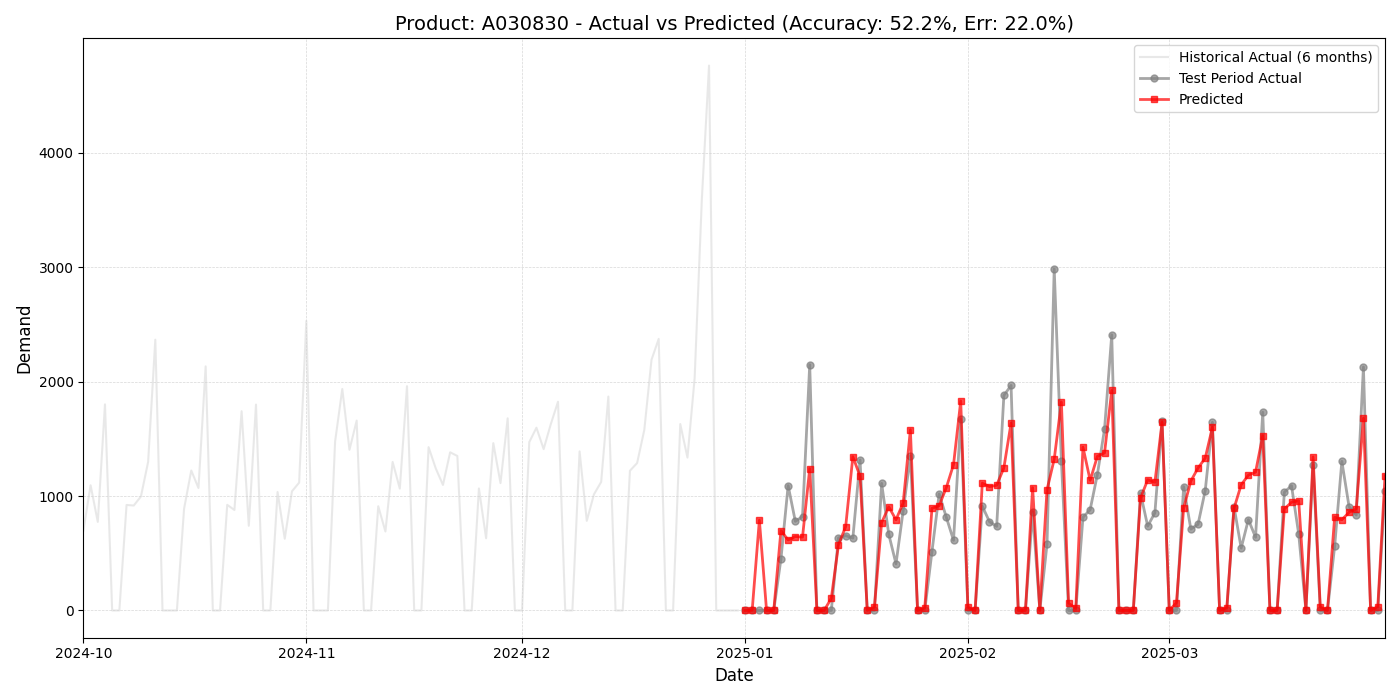 Product: A030830 - Actual vs Predicted (Accuracy: 52.2%, Err: 22.0%)
Historical Actual (6 months)
Test Period Actual
Predicted
Demand
4000
3000
2000
1000
0
2024-10
2024-11
2024-12
2025-01
2025-02
2025-03
Date